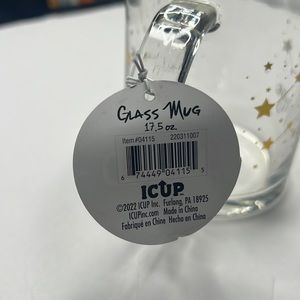 GLASS MUG
17.5 oz.
Item#04115 220311007
6 74449 04115 5
ICUP
©2022 ICUP Inc. Furlong, PA 18925
ICUPinc.com Made in China
Fabriqué en Chine Hecho en China